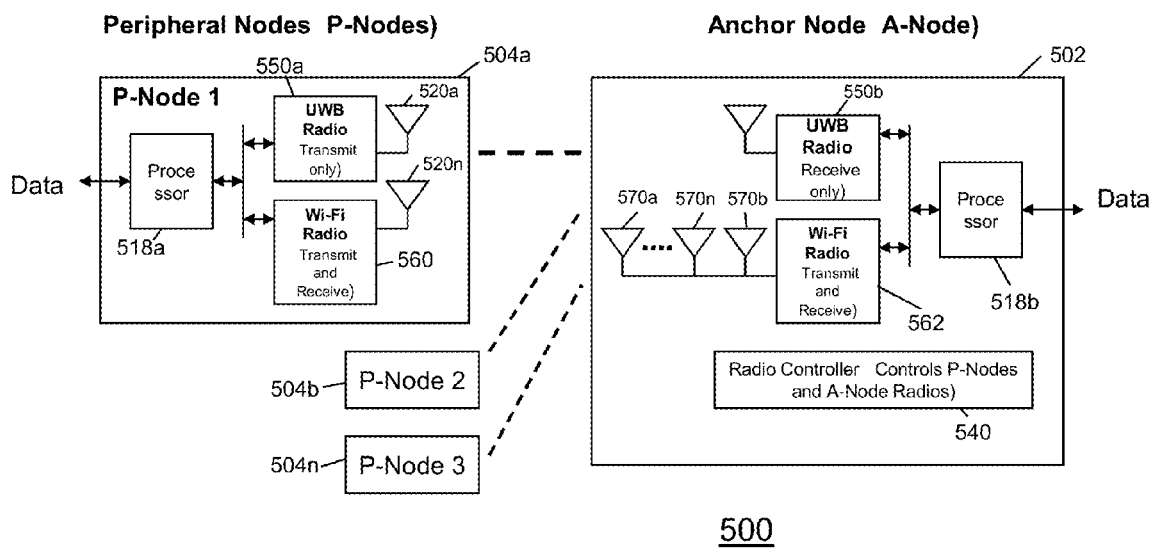 Peripheral Nodes P-Nodes)
Anchor Node A-Node)
550a
504a
502
P-Node 1
520a
550b
UWB
Radio
Transmit
only)
UWB
Radio
Receive
only)
520n
Data
Proce
ssor
570a
570n
570b
Proce
ssor
Data
Wi-Fi
Radio
Transmit
and
Receive)
Wi-Fi
Radio
Transmit
and
Receive)
518a
560
518b
562
504b
P-Node 2
Radio Controller Controls P-Nodes
and A-Node Radios)
540
504n
P-Node 3
500